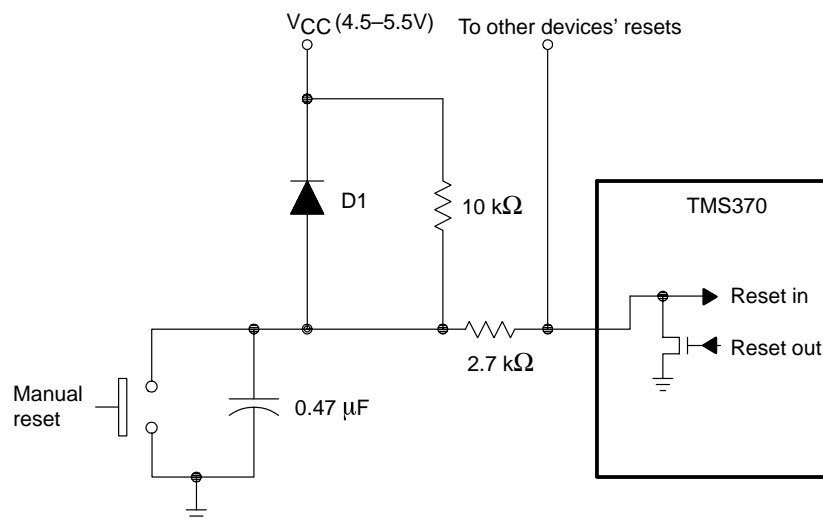 VCC (4.5–5.5V)
To other devices’ resets
D1
10 kΩ
TMS370
Reset in
Reset out
2.7 kΩ
Manual
reset
0.47 μF